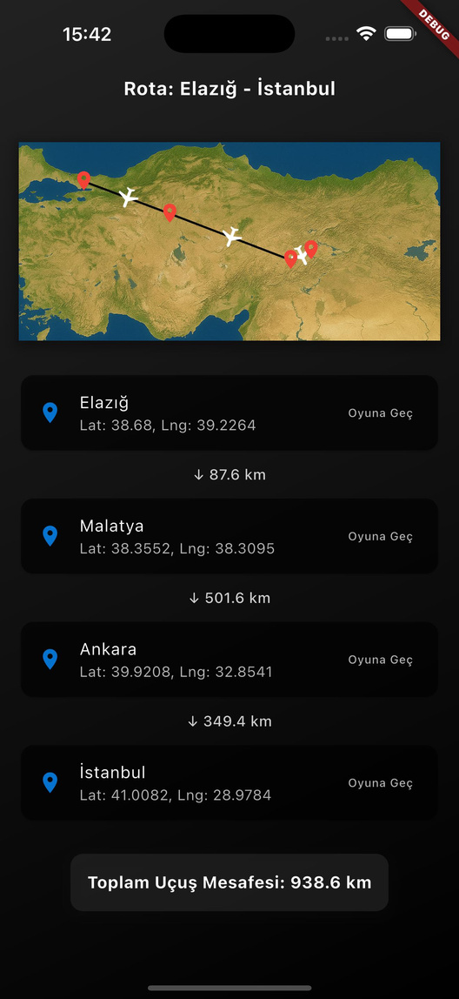 15:42
DEBUG
Rota: Elazığ - İstanbul
Elazığ
Lat: 38.68, Lng: 39.2264
Oyuna Geç
↓ 87.6 km
Malatya
Lat: 38.3552, Lng: 38.3095
Oyuna Geç
↓ 501.6 km
Ankara
Lat: 39.9208, Lng: 32.8541
Oyuna Geç
↓ 349.4 km
İstanbul
Lat: 41.0082, Lng: 28.9784
Oyuna Geç
Toplam Uçuş Mesafesi: 938.6 km